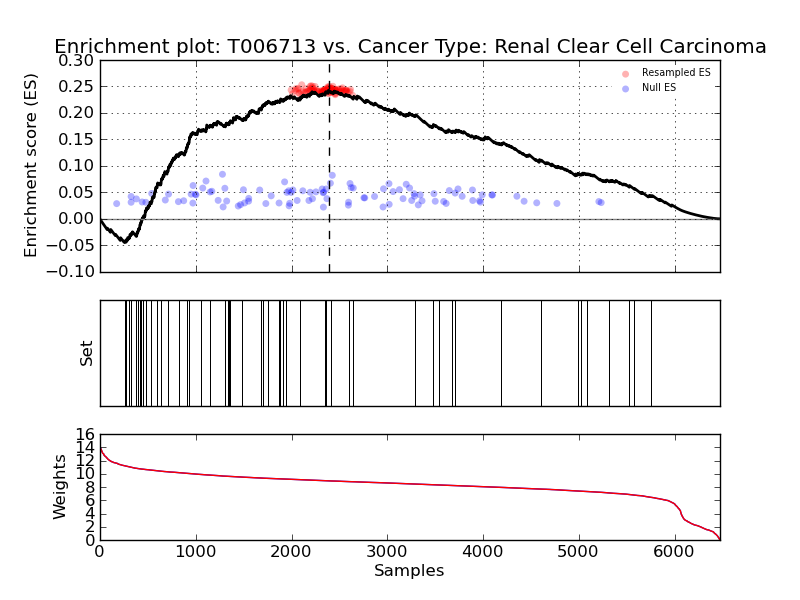 Enrichment plot: T006713 vs. Cancer Type: Renal Clear Cell Carcinoma
0.30
0.25
0.20
0.15
0.10
0.05
0.00
−0.05
−0.10
Enrichment score (ES)
Resampled ES
Null ES
Set
16
14
12
10
8
6
4
2
0
Weights
0 1000 2000 3000 4000 5000 6000
Samples